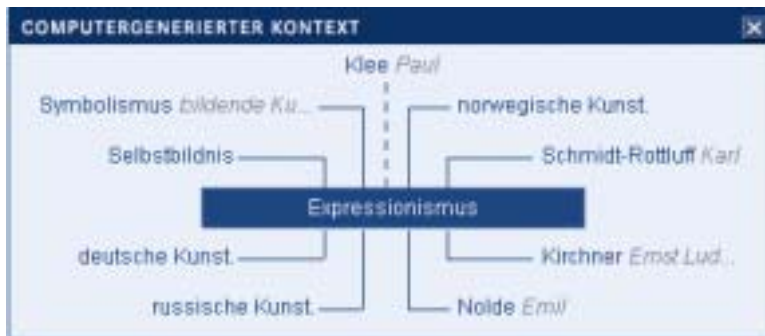 COMPUTERGENERIERTER KONTEXT
Klee Paul
Symbolismus bildende Ku...
norwegische Kunst.
Selbstbildnis
Schmidt-Rottluff Karl
Expressionismus
deutsche Kunst.
Kirchner Ernst Lud...
russische Kunst.
Nolde Emil